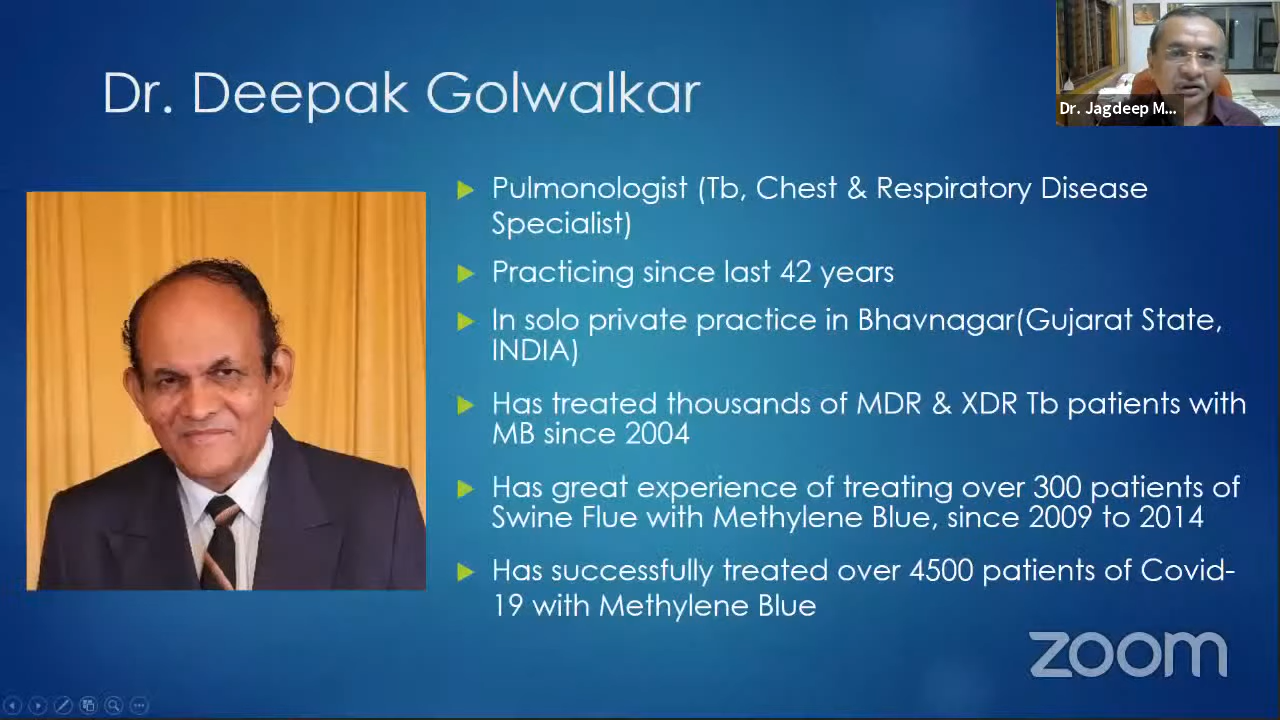 Dr. Deepak Golwalkar
Dr. Jagdeep M...
Pulmonologist (Tb, Chest & Respiratory Disease
Specialist)
Practicing since last 42 years
In solo private practice in Bhavnagar(Gujarat State,
INDIA)
Has treated thousands of MDR & XDR Tb patients with
MB since 2004
Has great experience of treating over 300 patients of
Swine Flue with Methylene Blue, since 2009 to 2014
Has successfully treated over 4500 patients of Covid-
19 with Methylene Blue
zoom